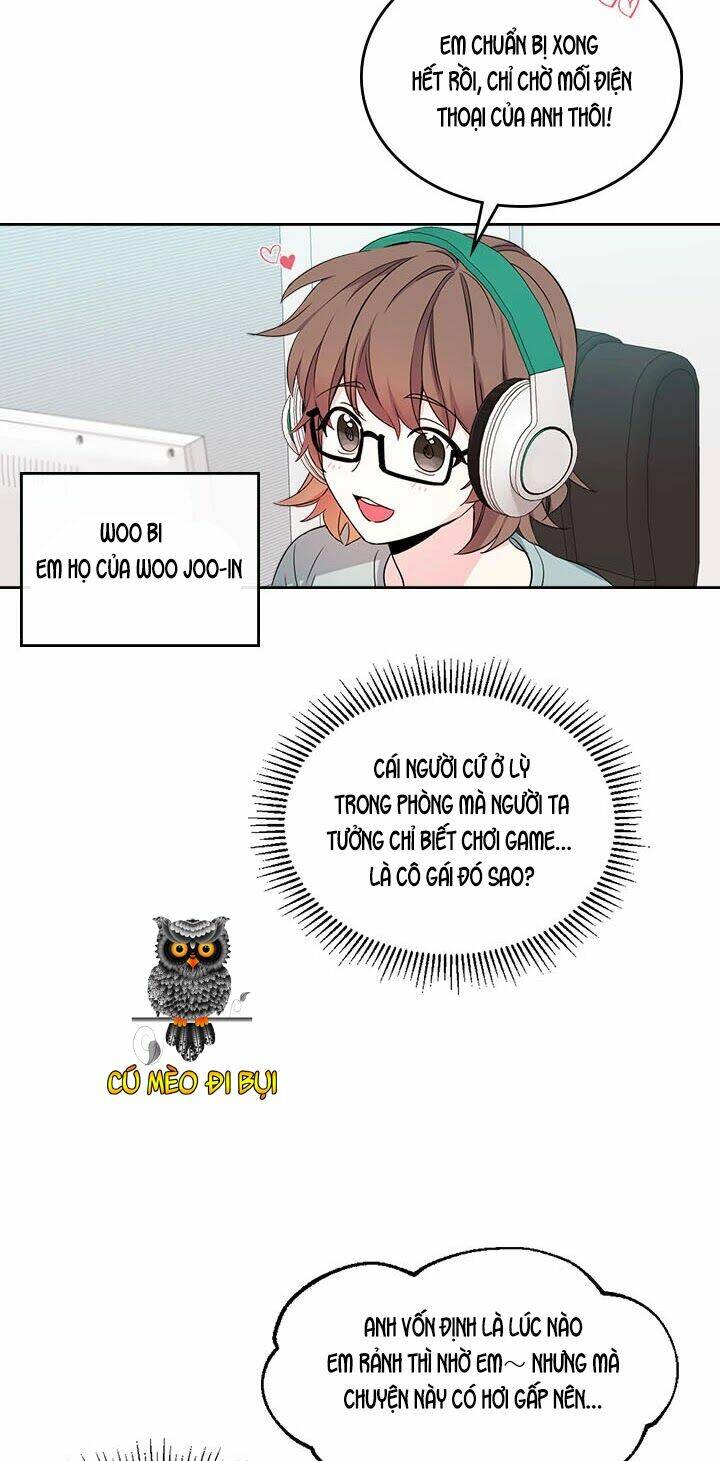 EM CHUẨN BỊ XONG
HẾT RỒI, CHỈ CHỜ MỖI ĐIỆN
THOẠI CỦA ANH THÔI!
WOO BI
EM HỌ CỦA WOO JOO-IN
CÁI NGƯỜI CỨ Ở LỲ
TRONG PHÒNG MÀ NGƯỜI TA
TƯỞNG CHỈ BIẾT CHƠI GAME...
LÀ CÔ GÁI ĐÓ SAO?
CÚ MÈO ĐI BỤI
ANH VỐN ĐỊNH LÀ LÚC NÀO
EM RẢNH THÌ NHỜ EM~ NHƯNG MÀ
CHUYỆN NÀY CÓ HƠI GẤP NÊN...